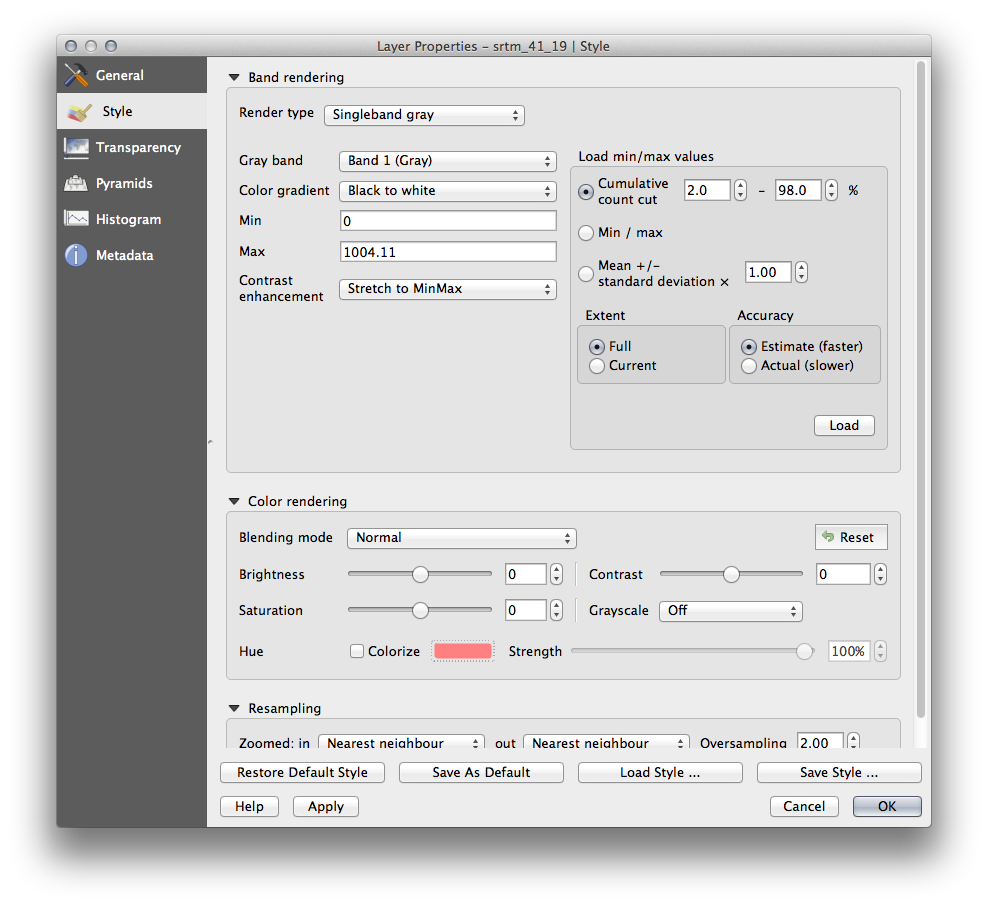 Layer Properties – srtm_41_19 | Style
General
Style
Transparency
Pyramids
Histogram
Metadata
Band rendering
Render type Singleband gray
Gray band Band 1 (Gray)
Color gradient Black to white
Min 0
Max 1004.11
Contrast
enhancement Stretch to MinMax
Load min/max values
Cumulative
count cut 2.0 – 98.0 %
Min / max
Mean +/–
standard deviation × 1.00
Extent
Full
Current
Accuracy
Estimate (faster)
Actual (slower)
Load
Color rendering
Blending mode Normal Reset
Brightness 0 Contrast 0
Saturation 0 Grayscale Off
Hue Colorize Strength 100%
Resampling
Zoomed: in Nearest neighbour out Nearest neighbour Oversampling 2.00
Restore Default Style Save As Default Load Style ... Save Style ...
Help Apply Cancel OK